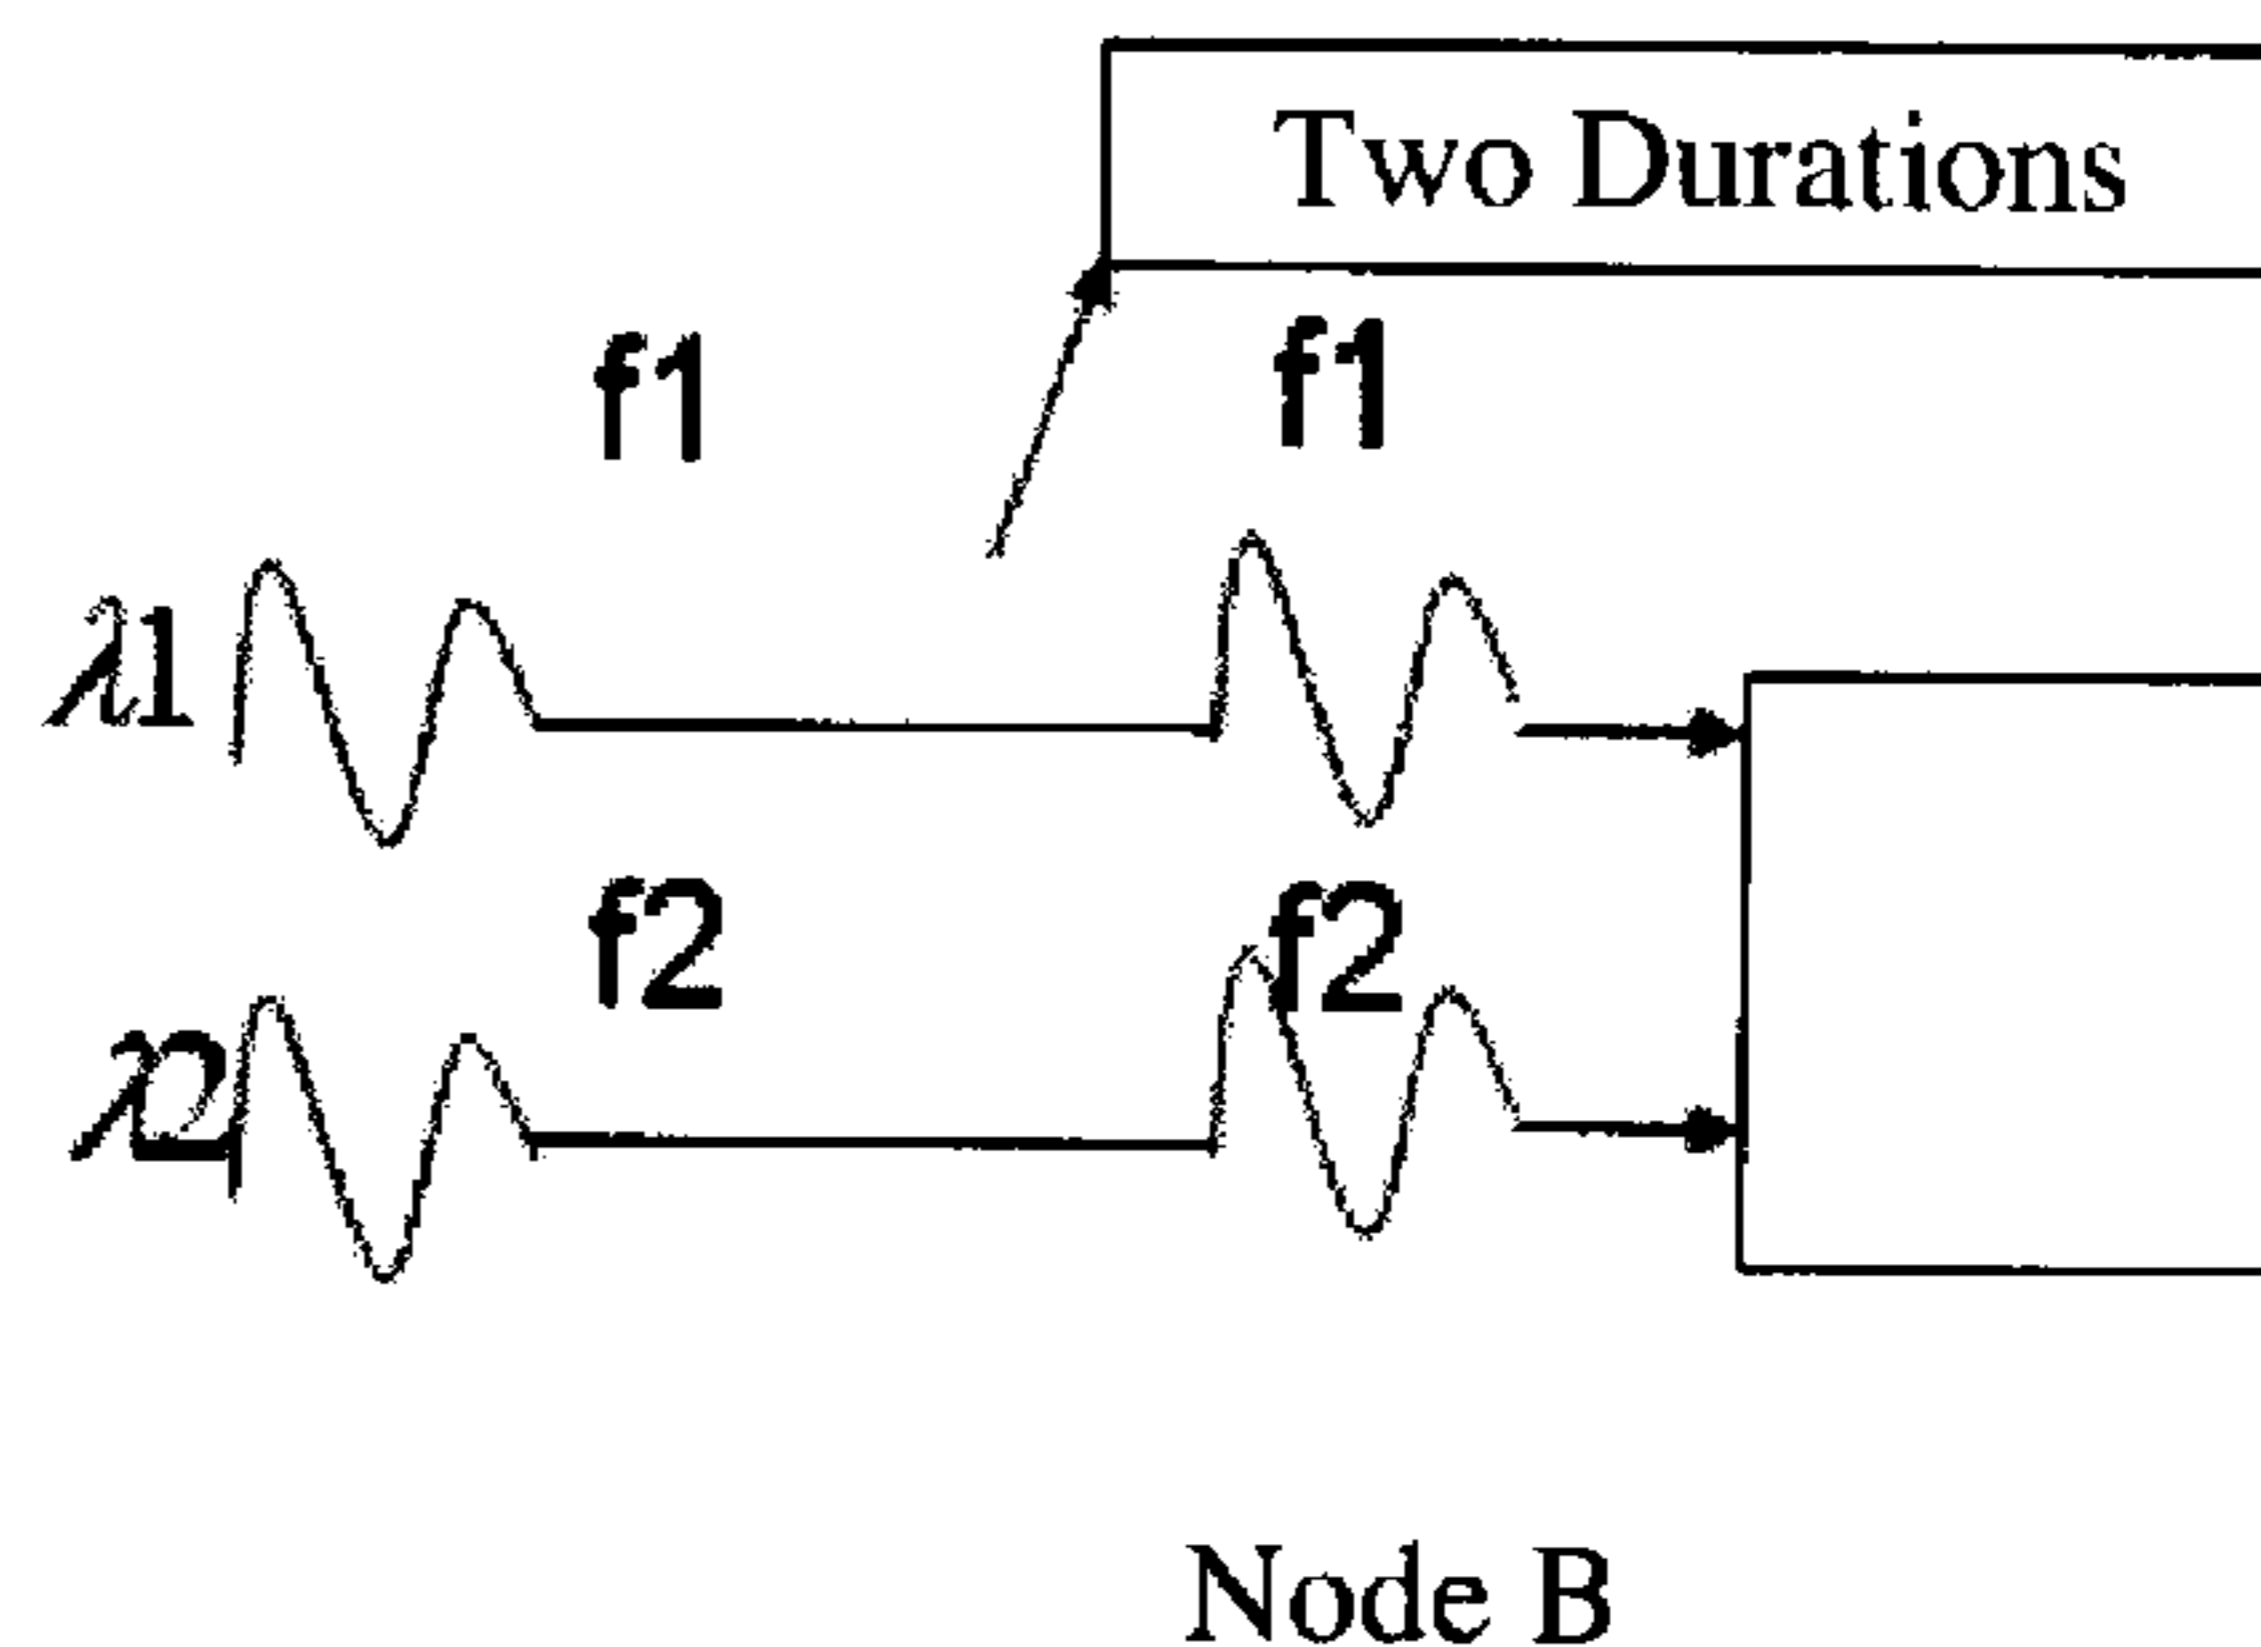 Two Durations
f1 f1
λ1
f2 f2
λ2
Node B